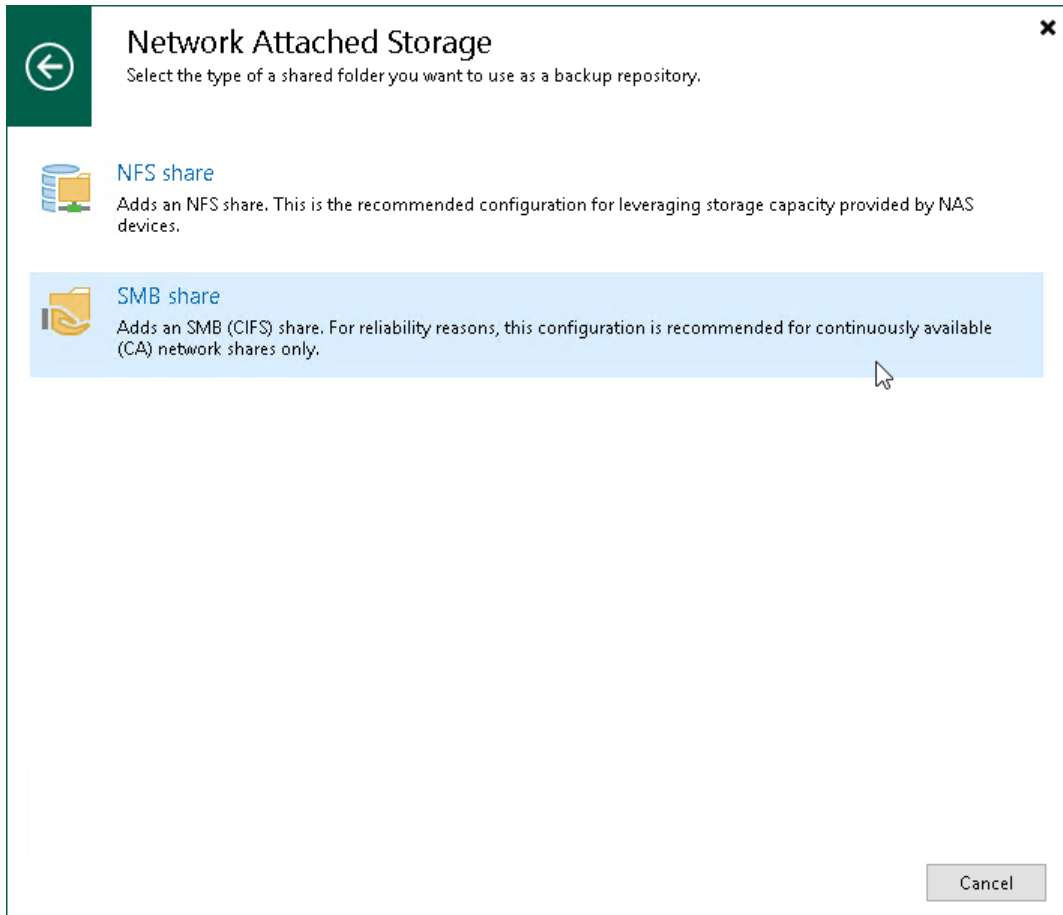 Network Attached Storage
Select the type of a shared folder you want to use as a backup repository.
NFS share
Adds an NFS share. This is the recommended configuration for leveraging storage capacity provided by NAS
devices.
SMB share
Adds an SMB (CIFS) share. For reliability reasons, this configuration is recommended for continuously available
(CA) network shares only.
Cancel